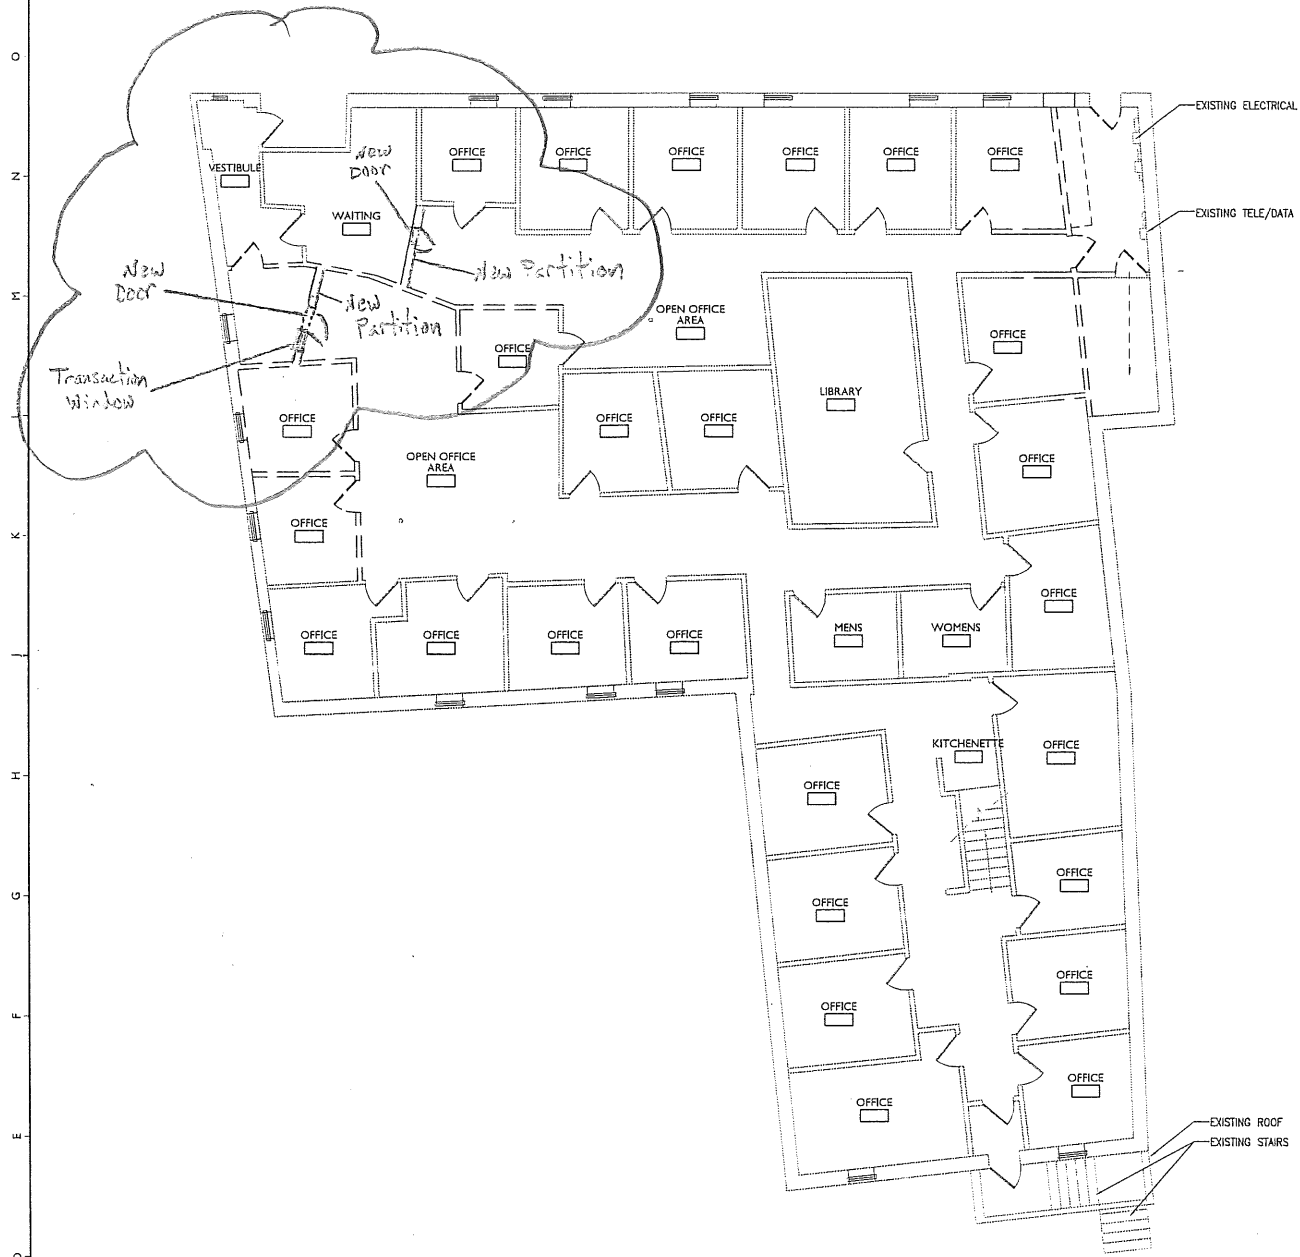 O
EXISTING ELECTRICAL
N
New
Door
OFFICE
OFFICE
OFFICE
OFFICE
OFFICE
OFFICE
VESTIBULE
WAITING
EXISTING TELE/DATA
M
New
Door
New Partition
New
Partition
OPEN OFFICE
AREA
OFFICE
OFFICE
Transaction
Window
LIBRARY
OFFICE
OFFICE
OFFICE
OPEN OFFICE
AREA
OFFICE
K
OFFICE
OFFICE
J
OFFICE
OFFICE
OFFICE
OFFICE
MENS
WOMENS
H
KITCHENETTE
OFFICE
OFFICE
G
OFFICE
OFFICE
F
OFFICE
OFFICE
E
OFFICE
OFFICE
EXISTING ROOF
EXISTING STAIRS